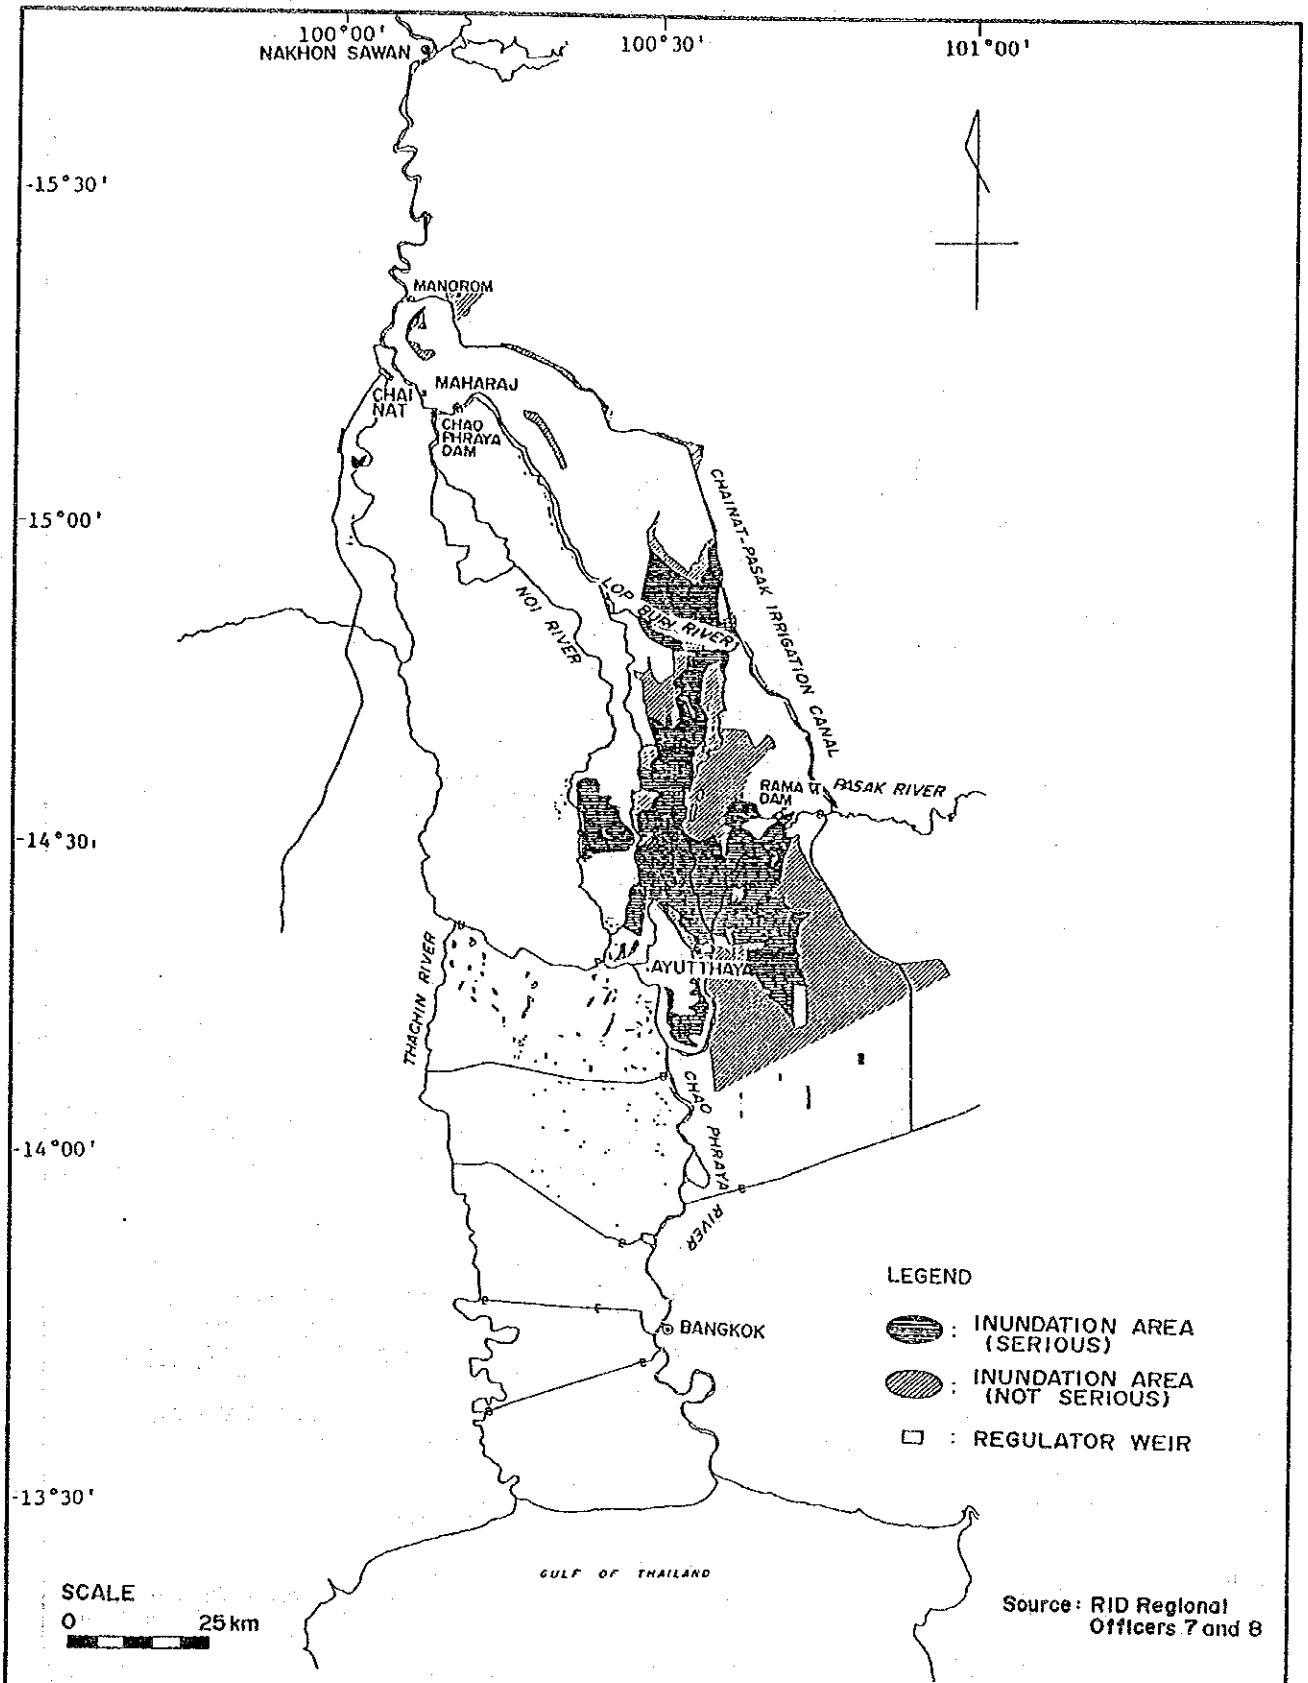 100°00'
100°30'
101°00'
NAKHON SAWAN
-15°30'
MANOROM
MAHARAJ
CHAI
NAT
CHAO
PHRAYA
DAM
-15°00'
CHAINAT-PASAK IRRIGATION CANAL
LOP BURI RIVER
NOI RIVER
RAMA VI
DAM
PASAK RIVER
-14°30'
AYUTTHAYA
THACHIN RIVER
CHAO PHRAYA RIVER
-14°00'
LEGEND
: INUNDATION AREA
(SERIOUS)
: INUNDATION AREA
(NOT SERIOUS)
: REGULATOR WEIR
BANGKOK
-13°30'
GULF OF THAILAND
SCALE
0 25km
Source: RID Regional
Officers 7 and 8